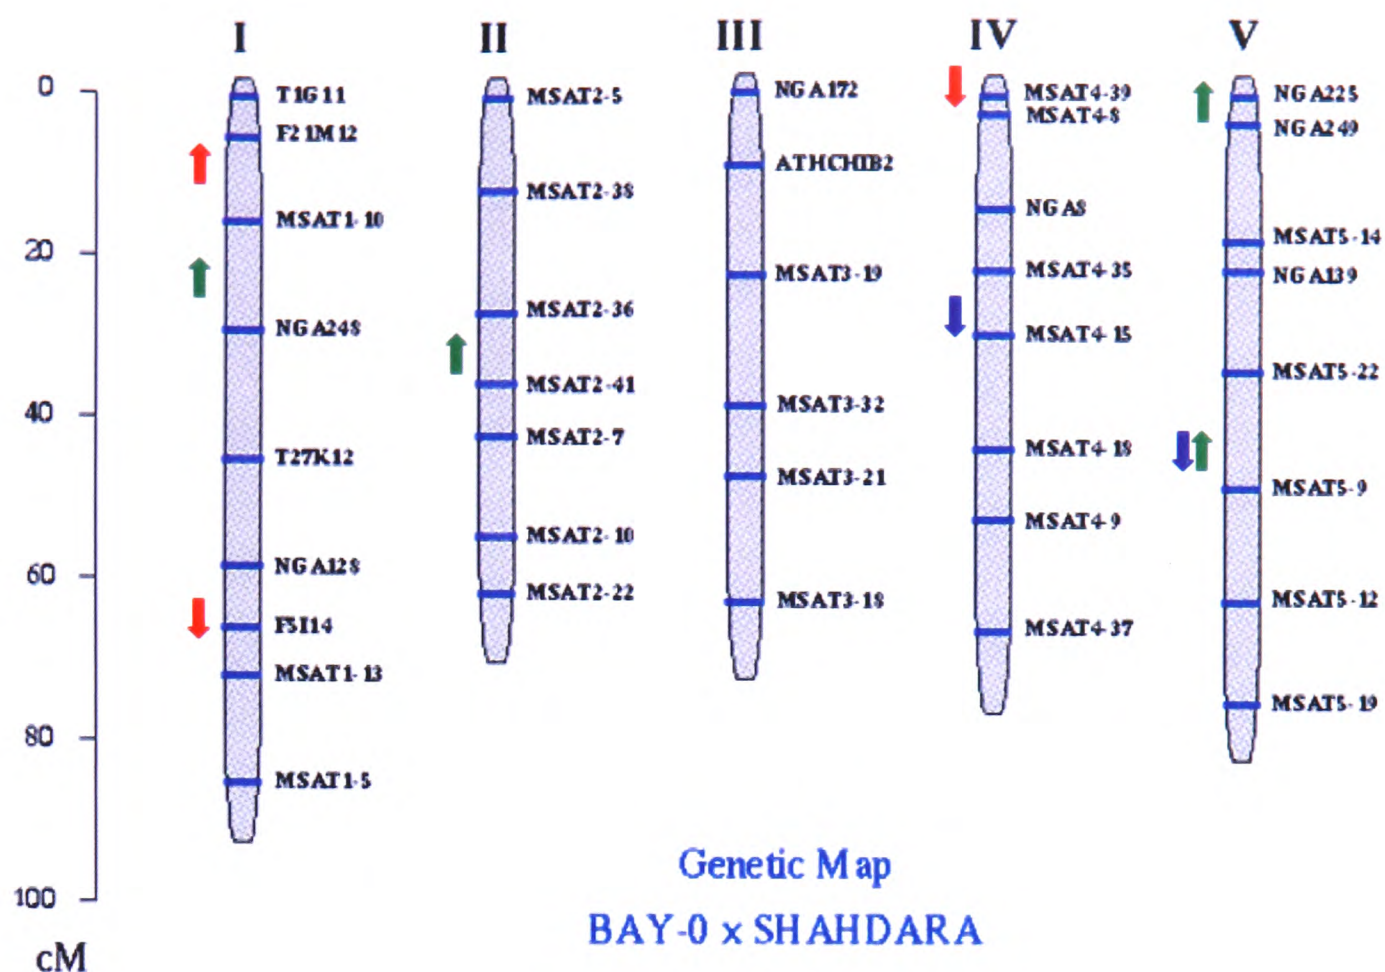 I II III IV V
0
20
40
60
80
100
cM
T1G11
F21M12
MSAT1-10
NGA248
T27K12
NGA128
F5I14
MSAT1-13
MSAT1-5
MSAT2-5
MSAT2-38
MSAT2-36
MSAT2-41
MSAT2-7
MSAT2-10
MSAT2-22
NGA172
ATHCHIB2
MSAT3-19
MSAT3-32
MSAT3-21
MSAT3-18
MSAT4-39
MSAT4-8
NGA8
MSAT4-35
MSAT4-15
MSAT4-18
MSAT4-9
MSAT4-37
NGA225
NGA249
MSAT5-14
NGA139
MSAT5-22
MSAT5-9
MSAT5-12
MSAT5-19
Genetic Map
BAY-0 x SHAHDARA